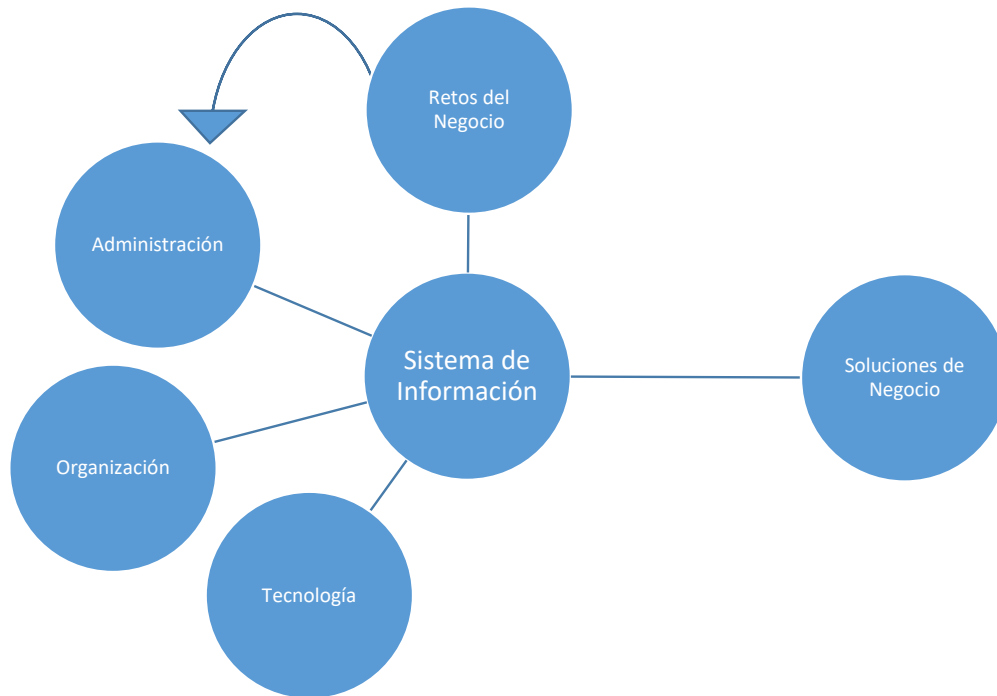 Retos del
Negocio
Administración
Sistema de
Información
Soluciones de
Negocio
Organización
Tecnología